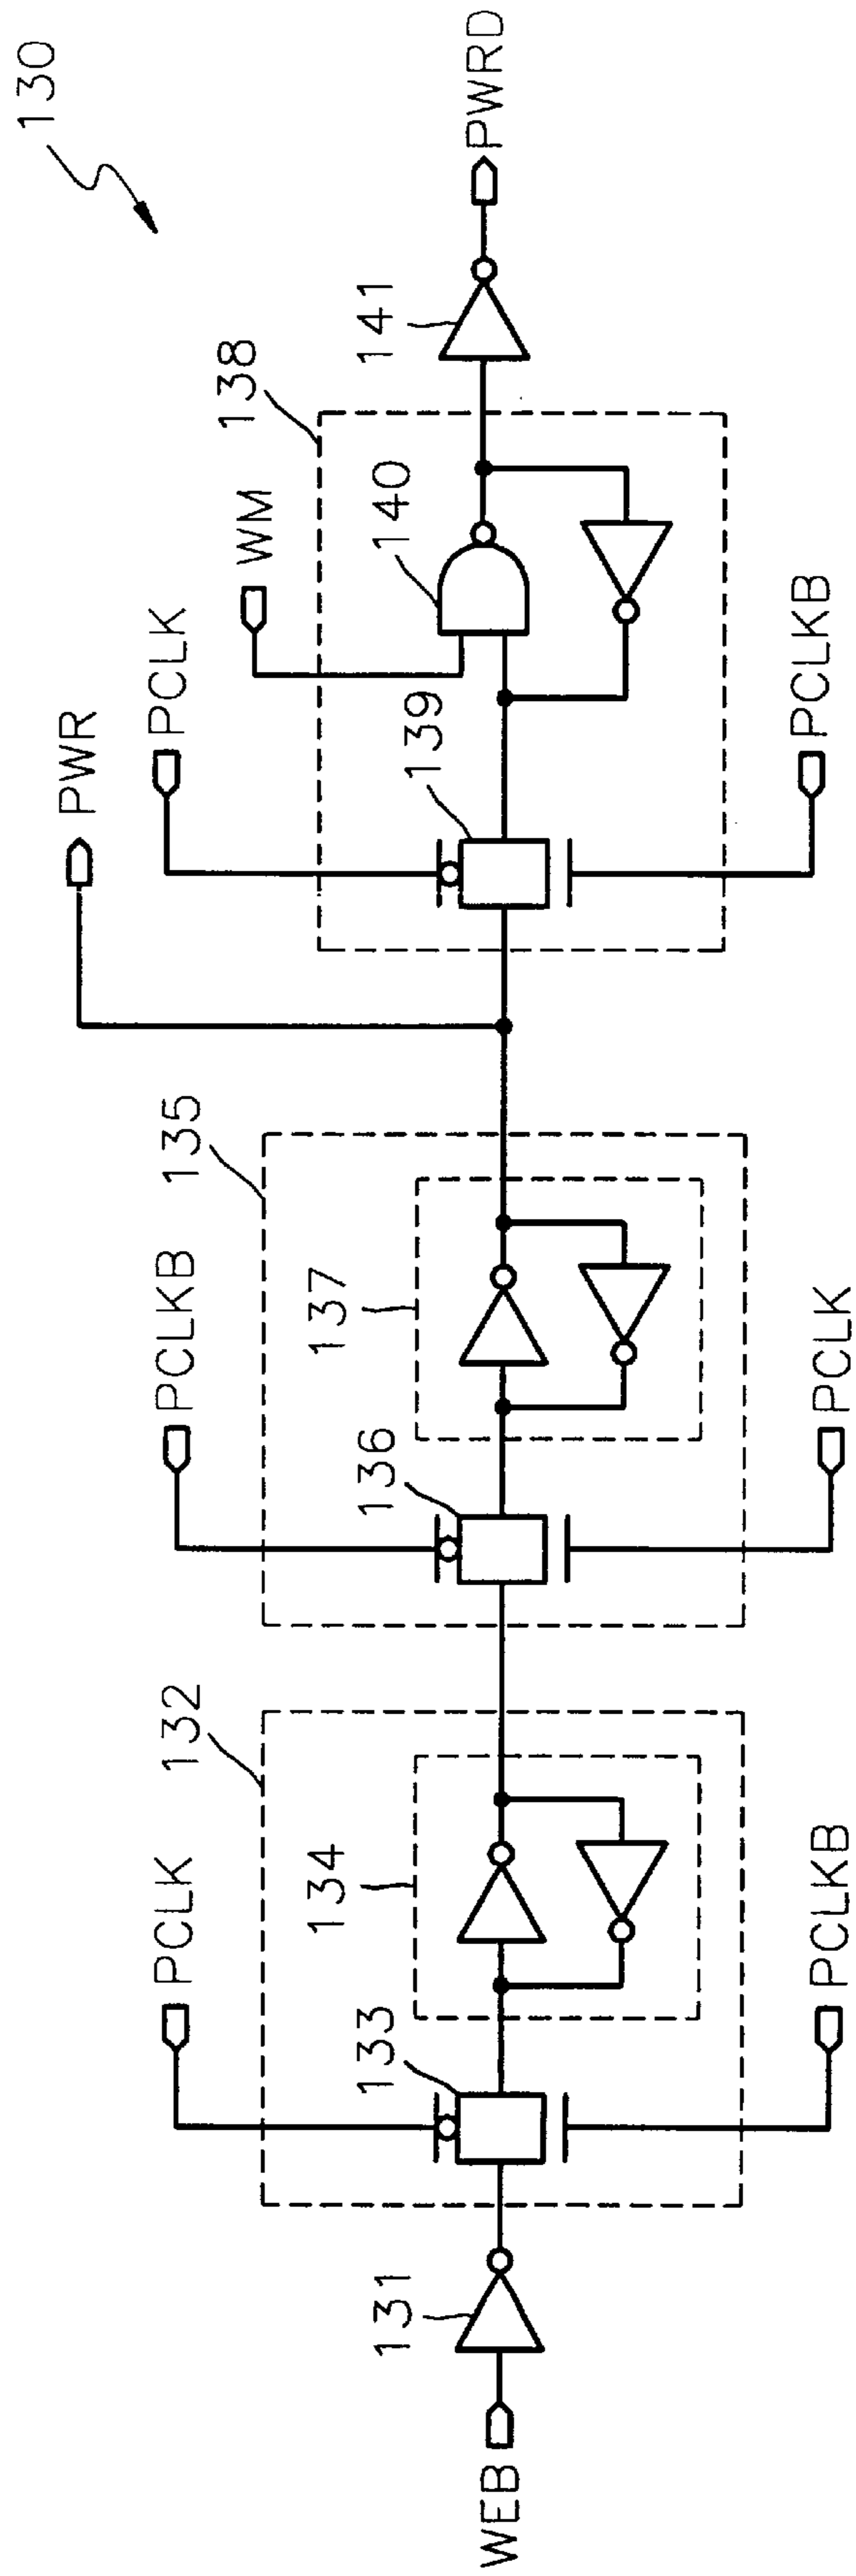 130
PWR
PCLK
PCLKB
PCLK
WM
132
135
138
134
137
140
141
133
136
139
131
WEB
PWRD
PCLKB
PCLK
PCLKB